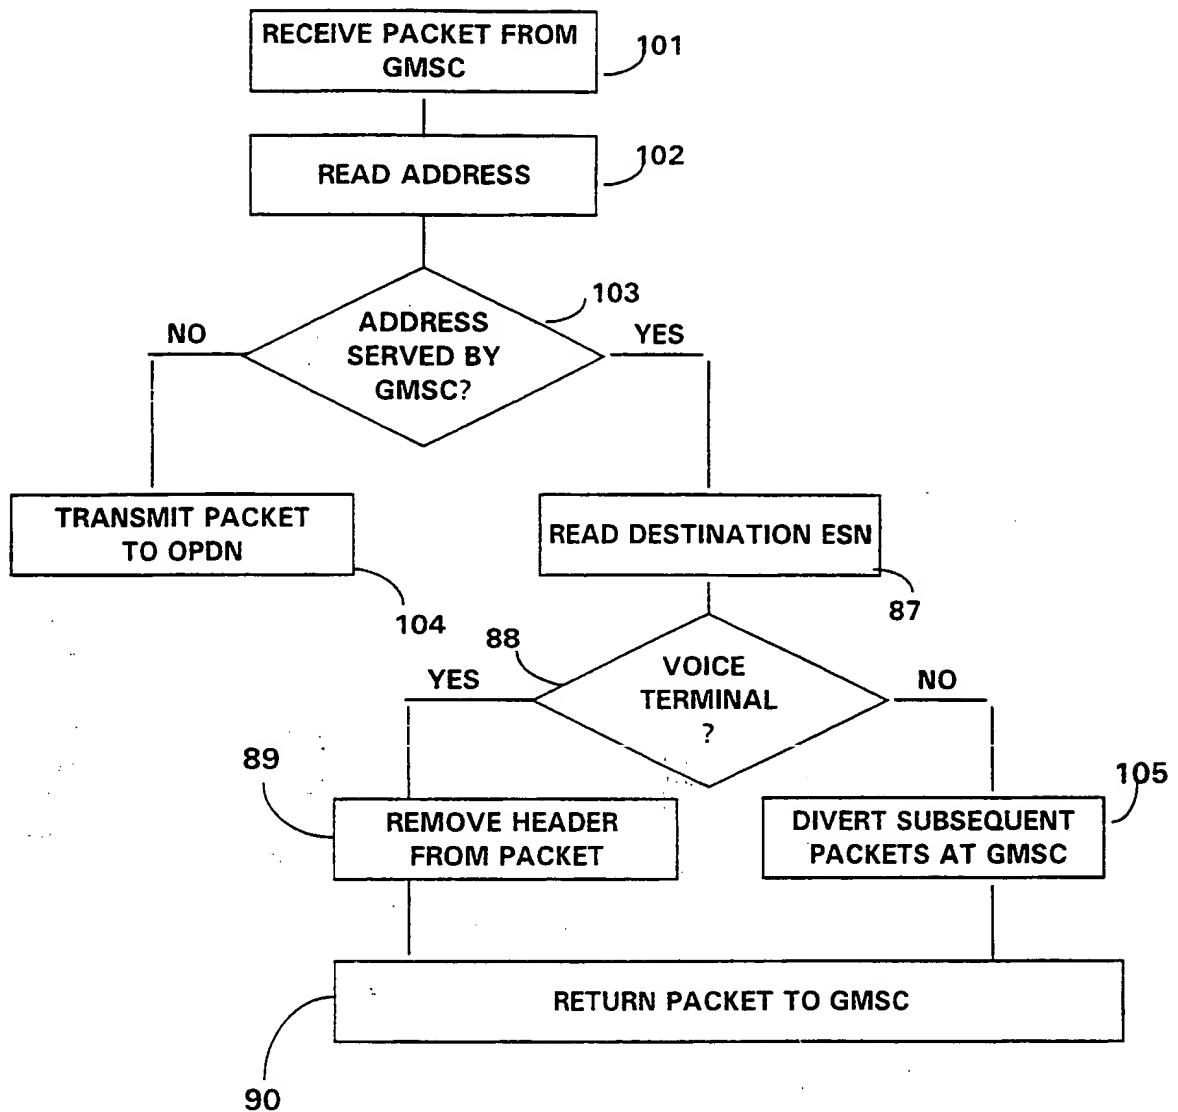 RECEIVE PACKET FROM
GMSC
101
READ ADDRESS
102
103
ADDRESS
SERVED BY
GMSC?
NO
YES
TRANSMIT PACKET
TO OPDN
104
READ DESTINATION ESN
87
88
VOICE
TERMINAL
?
YES
NO
89
REMOVE HEADER
FROM PACKET
105
DIVERT SUBSEQUENT
PACKETS AT GMSC
RETURN PACKET TO GMSC
90